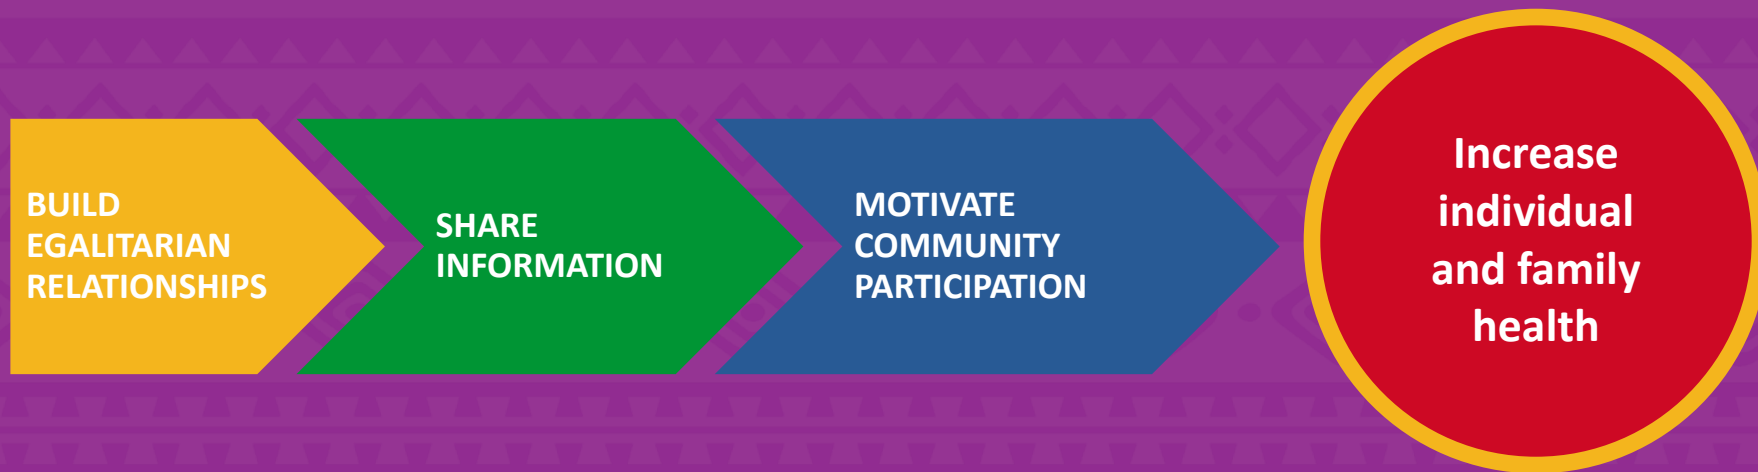 BUILD
EGALITARIAN
RELATIONSHIPS
SHARE
INFORMATION
MOTIVATE
COMMUNITY
PARTICIPATION
Increase
individual
and family
health